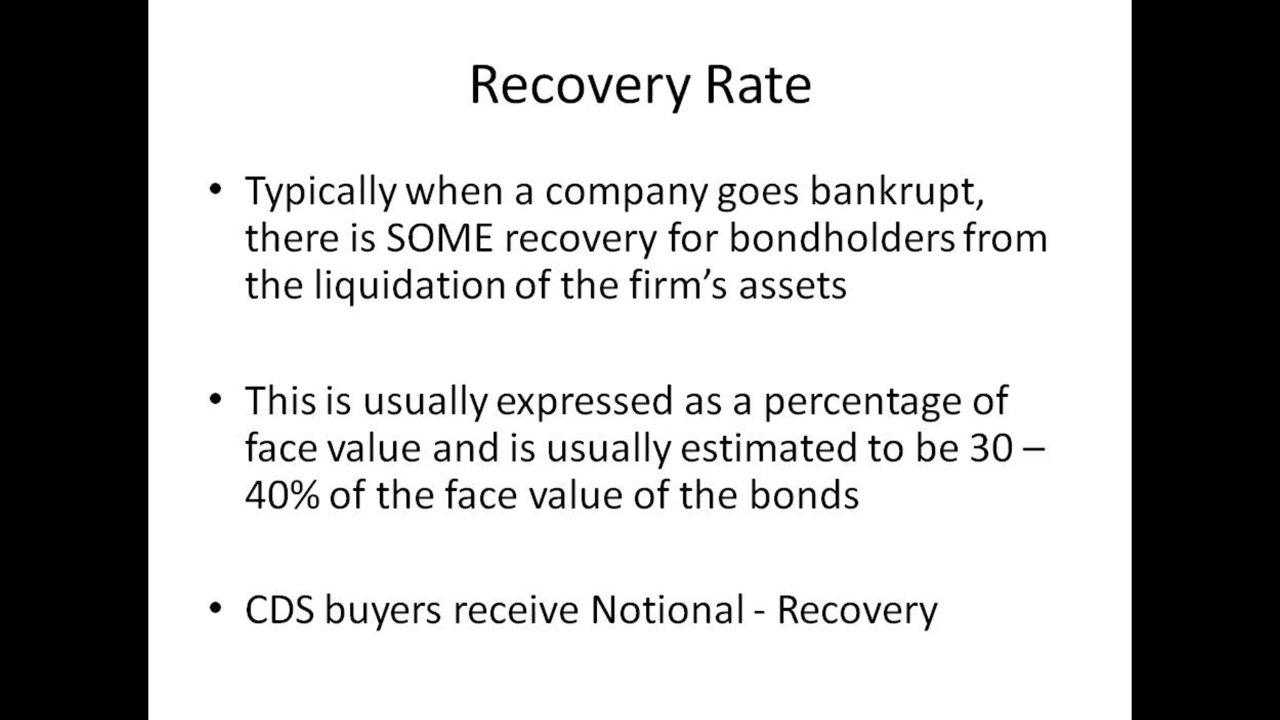 Recovery Rate
• Typically when a company goes bankrupt,
there is SOME recovery for bondholders from
the liquidation of the firm’s assets
• This is usually expressed as a percentage of
face value and is usually estimated to be 30 –
40% of the face value of the bonds
• CDS buyers receive Notional - Recovery